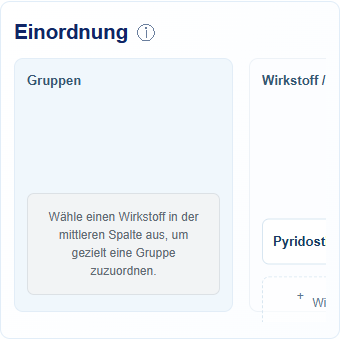 Einordnung
Gruppen
Wähle einen Wirkstoff in der
mittleren Spalte aus, um
gezielt eine Gruppe
zuzuordnen.
Wirkstoff /
Pyridost
+ Wi